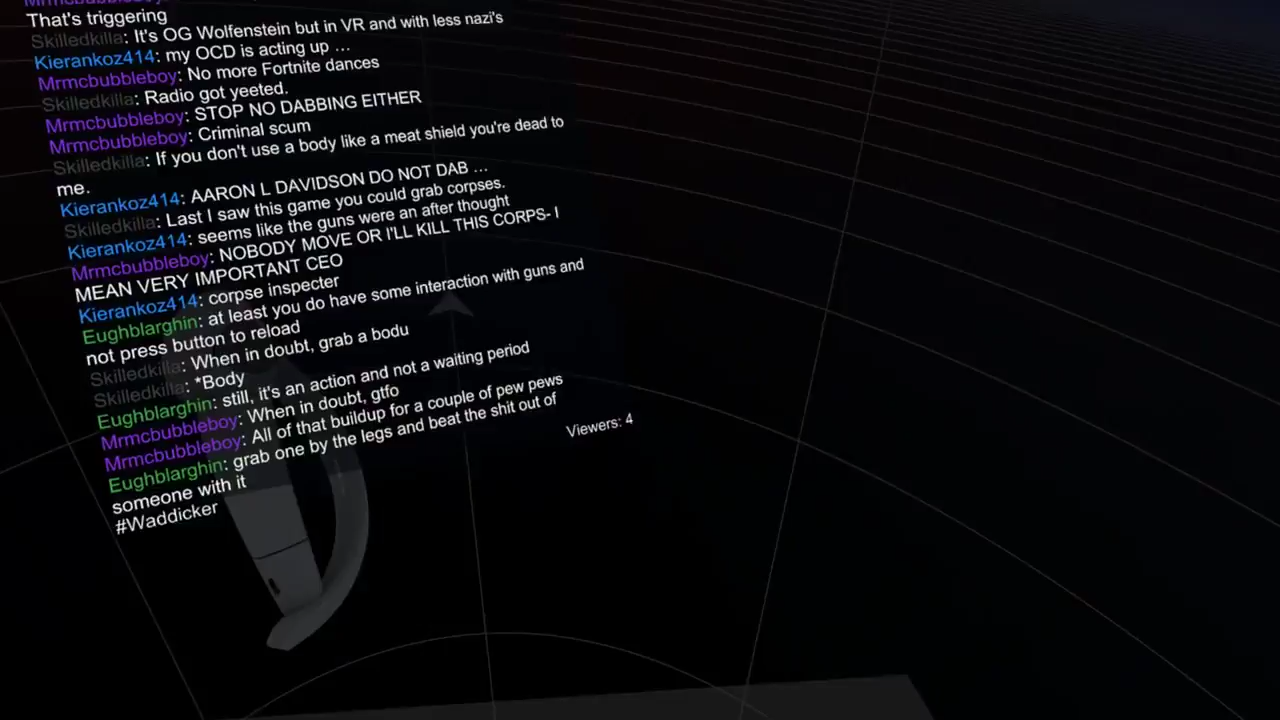 That's triggering
Skilledkilla: It's OG Wolfenstein but in VR and with less nazi's
Kierankoz414: my OCD is acting up ...
Mrmcbubbleboy: No more Fortnite dances
Skilledkilla: Radio got yeeted.
Mrmcbubbleboy: STOP NO DABBING EITHER
Mrmcbubbleboy: Criminal scum
Skilledkilla: If you don't use a body like a meat shield you're dead to
me.
Kierankoz414: AARON L DAVIDSON DO NOT DAB ...
Skilledkilla: Last I saw this game you could grab corpses.
Kierankoz414: seems like the guns were an after thought
Mrmcbubbleboy: NOBODY MOVE OR I'LL KILL THIS CORPS- I
MEAN VERY IMPORTANT CEO
Kierankoz414: corpse inspecter
Eughblarghin: at least you do have some interaction with guns and
not press button to reload
Skilledkilla: When in doubt, grab a bodu
Skilledkilla: *Body
Eughblarghin: still, it's an action and not a waiting period
Mrmcbubbleboy: When in doubt, gtfo
Mrmcbubbleboy: All of that buildup for a couple of pew pews
Eughblarghin: grab one by the legs and beat the shit out of
someone with it
#Waddicker
Viewers: 4